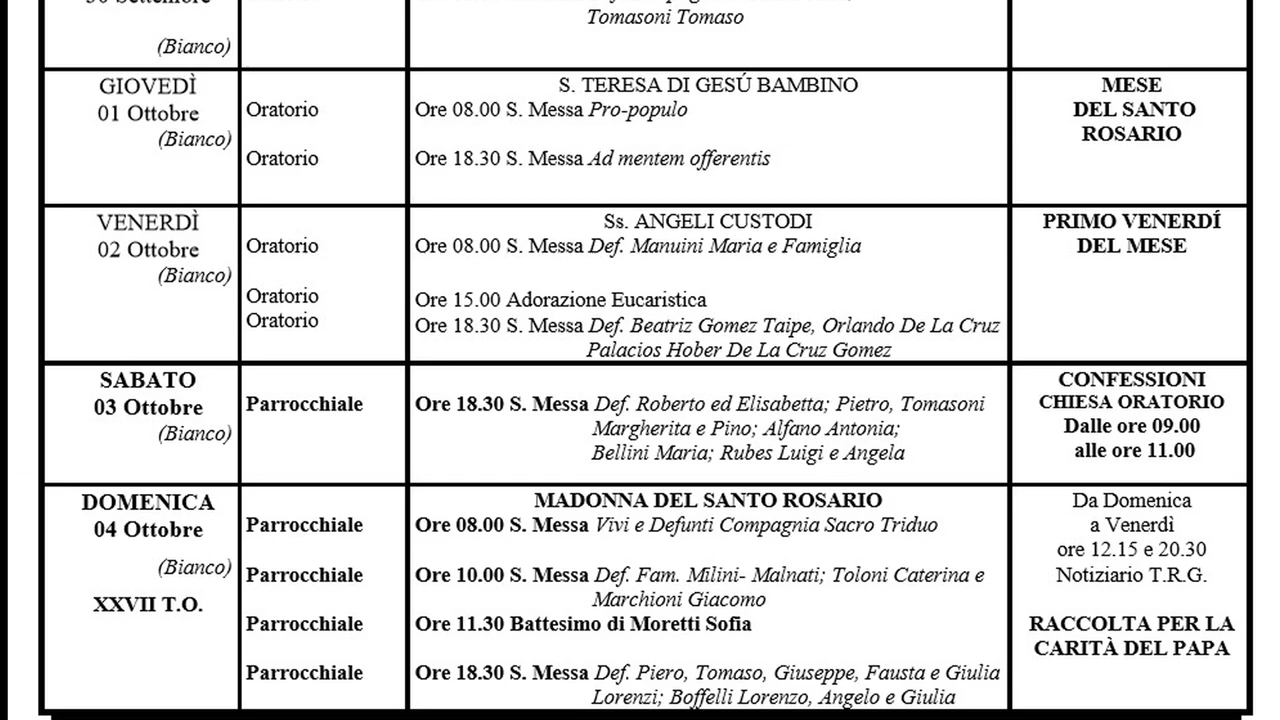 Tomasoni Tomaso
(Bianco)
GIOVEDÌ
01 Ottobre
(Bianco)
Oratorio
Oratorio
S. TERESA DI GESÚ BAMBINO
Ore 08.00 S. Messa Pro-populo
Ore 18.30 S. Messa Ad mentem offerentis
MESE
DEL SANTO
ROSARIO
VENERDÌ
02 Ottobre
(Bianco)
Oratorio
Oratorio
Oratorio
Ss. ANGELI CUSTODI
Ore 08.00 S. Messa Def. Manuini Maria e Famiglia
Ore 15.00 Adorazione Eucaristica
Ore 18.30 S. Messa Def. Beatriz Gomez Taipe, Orlando De La Cruz
Palacios Hober De La Cruz Gomez
PRIMO VENERDÍ
DEL MESE
SABATO
03 Ottobre
(Bianco)
Parrocchiale
Ore 18.30 S. Messa Def. Roberto ed Elisabetta; Pietro, Tomasoni
Margherita e Pino; Alfano Antonia;
Bellini Maria; Rubes Luigi e Angela
CONFESSIONI
CHIESA ORATORIO
Dalle ore 09.00
alle ore 11.00
DOMENICA
04 Ottobre
(Bianco)
XXVII T.O.
Parrocchiale
Parrocchiale
Parrocchiale
Parrocchiale
MADONNA DEL SANTO ROSARIO
Ore 08.00 S. Messa Vivi e Defunti Compagnia Sacro Triduo
Ore 10.00 S. Messa Def. Fam. Milini- Malnati; Toloni Caterina e
Marchioni Giacomo
Ore 11.30 Battesimo di Moretti Sofia
Ore 18.30 S. Messa Def. Piero, Tomaso, Giuseppe, Fausta e Giulia
Lorenzi; Boffelli Lorenzo, Angelo e Giulia
Da Domenica
a Venerdì
ore 12.15 e 20.30
Notiziario T.R.G.
RACCOLTA PER LA
CARITÀ DEL PAPA